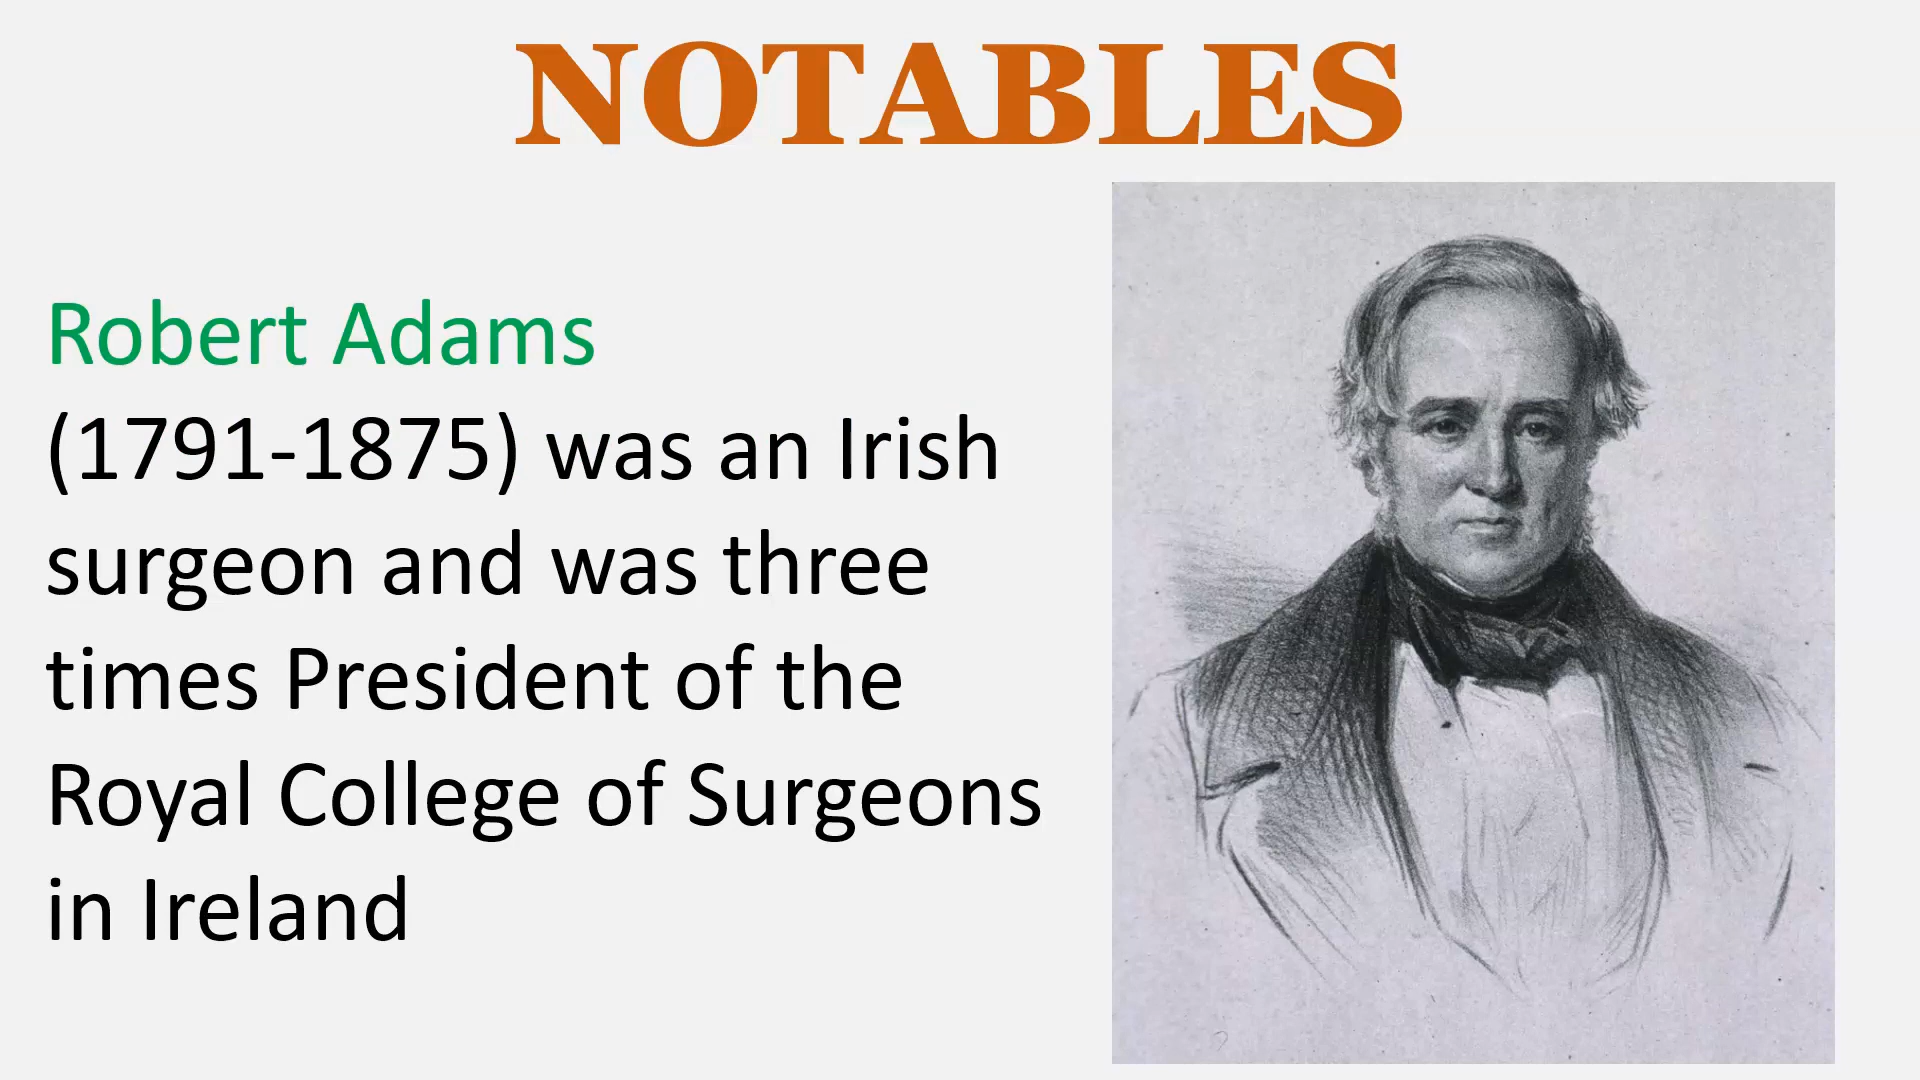 NOTABLES
Robert Adams
(1791-1875) was an Irish
surgeon and was three
times President of the
Royal College of Surgeons
in Ireland